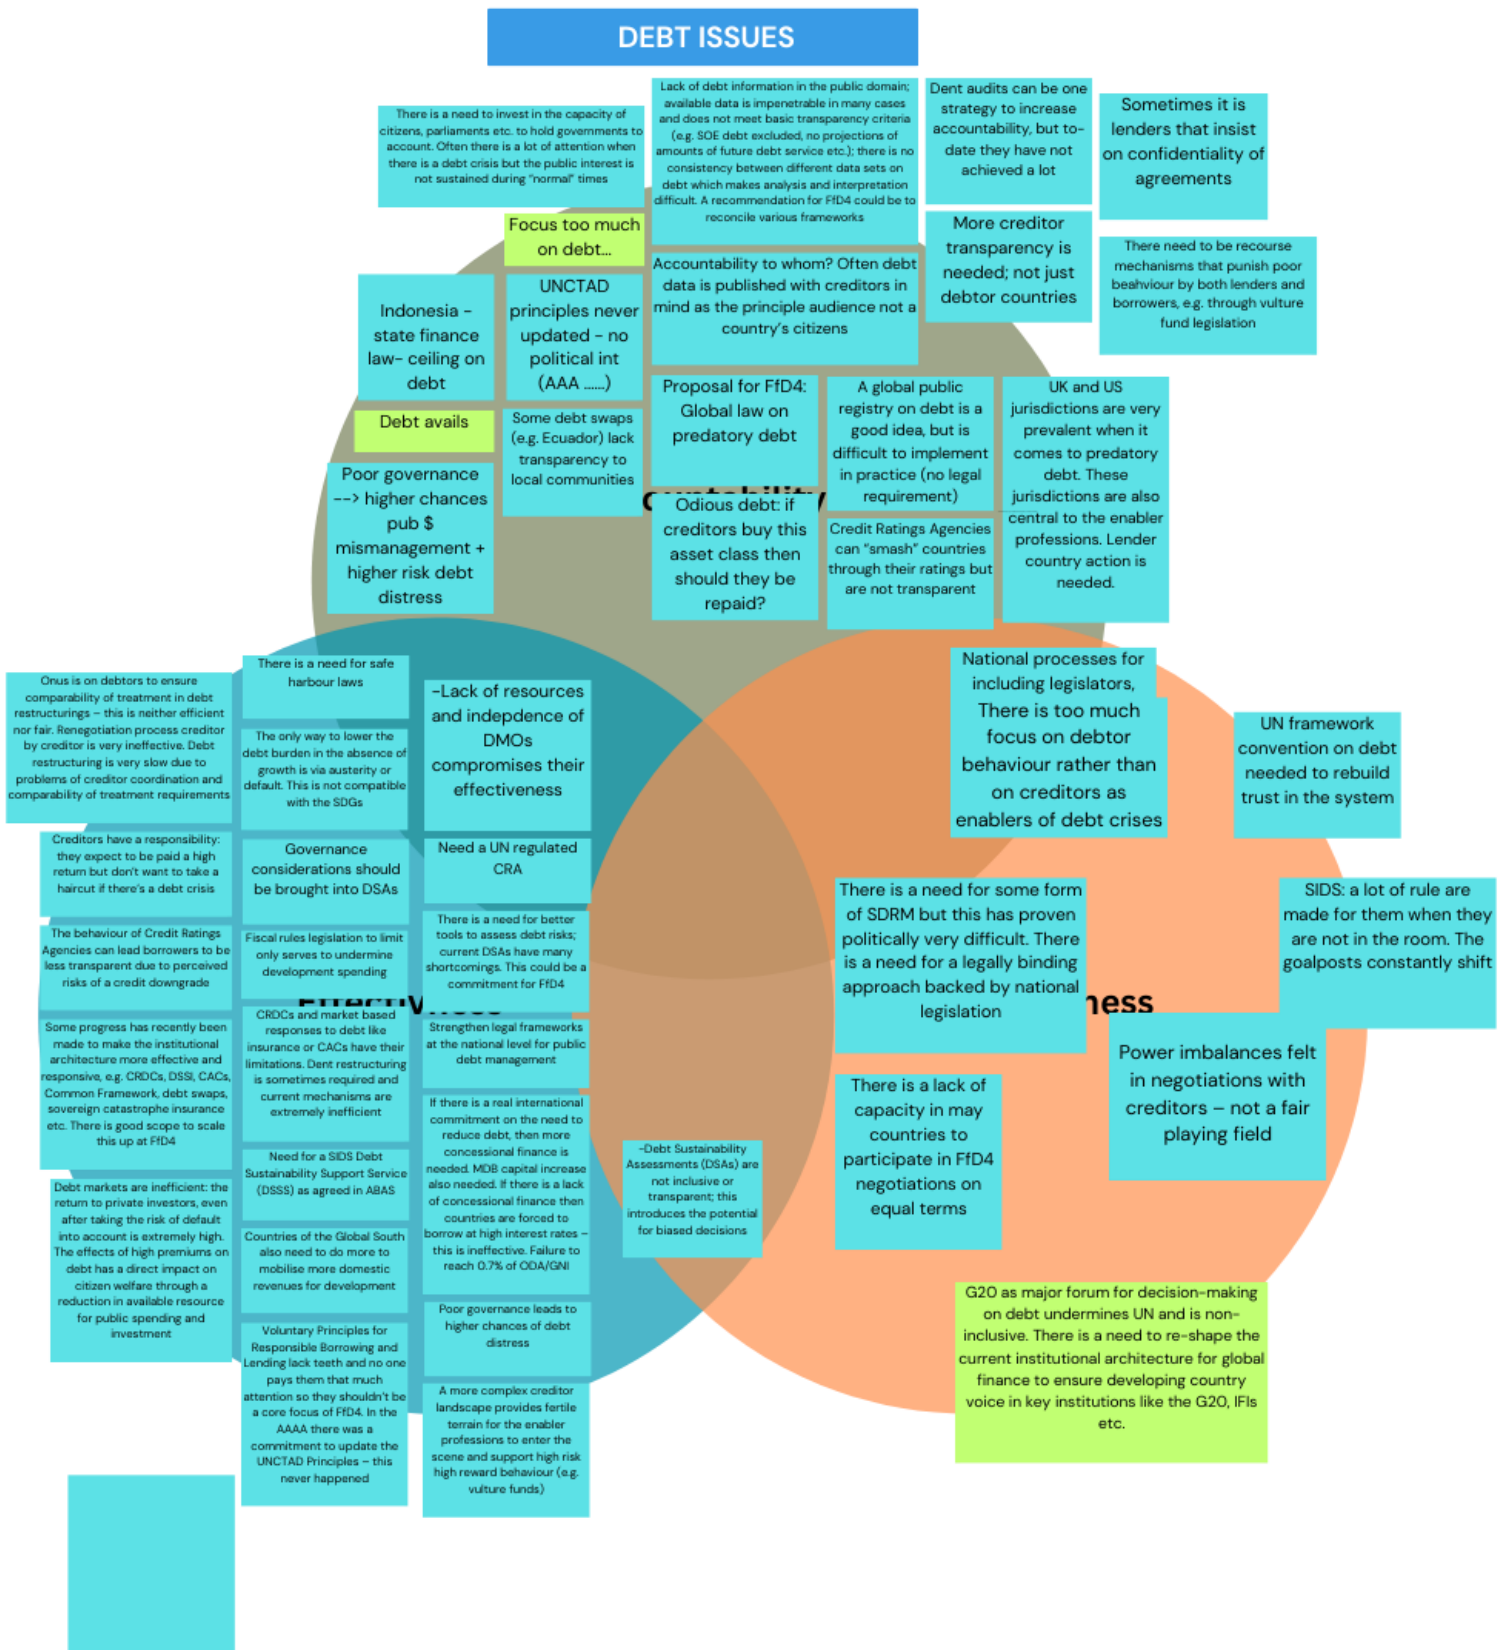 DEBT ISSUES
There is a need to invest in the capacity of
citizens, parliaments etc. to hold governments to
account. Often there is a lot of attention when
there is a debt crisis but the public interest is
not sustained during "normal" times
Lack of debt information in the public domain;
available data is impenetrable in many cases
and does not meet basic transparency criteria
(e.g. SOE debt excluded, no projections of
amounts of future debt service etc.); there is no
consistency between different data sets on
debt which makes analysis and interpretation
difficult. A recommendation for FfD4 could be to
reconcile various frameworks
Dent audits can be one
strategy to increase
accountability, but to-
date they have not
achieved a lot
Sometimes it is
lenders that insist
on confidentiality of
agreements
Focus too much
on debt...
More creditor
transparency is
needed; not just
debtor countries
There need to be recourse
mechanisms that punish poor
beahviour by both lenders and
borrowers, e.g. through vulture
fund legislation
Accountability to whom? Often debt
data is published with creditors in
mind as the principle audience not a
country's citizens
Indonesia -
state finance
law- ceiling on
debt
UNCTAD
principles never
updated - no
political int
(AAA ......)
Debt avails
Some debt swaps
(e.g. Ecuador) lack
transparency to
local communities
Proposal for FfD4:
Global law on
predatory debt
A global public
registry on debt is a
good idea, but is
difficult to implement
in practice (no legal
requirement)
UK and US
jurisdictions are very
prevalent when it
comes to predatory
debt. These
jurisdictions are also
central to the enabler
professions. Lender
country action is
needed.
Poor governance
--> higher chances
pub $
mismanagement +
higher risk debt
distress
Odious debt: if
creditors buy this
asset class then
should they be
repaid?
Credit Ratings Agencies
can "smash" countries
through their ratings but
are not transparent
Onus is on debtors to ensure
comparability of treatment in debt
restructurings – this is neither efficient
nor fair. Renegotiation process creditor
by creditor is very ineffective. Debt
restructuring is very slow due to
problems of creditor coordination and
comparability of treatment requirements
Creditors have a responsibility:
they expect to be paid a high
return but don't want to take a
haircut if there's a debt crisis
The behaviour of Credit Ratings
Agencies can lead borrowers to be
less transparent due to perceived
risks of a credit downgrade
Some progress has recently been
made to make the institutional
architecture more effective and
responsive, e.g. CRDCs, DSSI, CACs,
Common Framework, debt swaps,
sovereign catastrophe insurance
etc. There is good scope to scale
this up at FfD4
Debt markets are inefficient: the
return to private investors, even
after taking the risk of default
into account is extremely high.
The effects of high premiums on
debt has a direct impact on
citizen welfare through a
reduction in available resource
for public spending and
investment
There is a need for safe
harbour laws
The only way to lower the
debt burden in the absence of
growth is via austerity or
default. This is not compatible
with the SDGs
Governance
considerations should
be brought into DSAs
Fiscal rules legislation to limit
only serves to undermine
development spending
CRDCs and market based
responses to debt like
insurance or CACs have their
limitations. Dent restructuring
is sometimes required and
current mechanisms are
extremely inefficient
Need for a SIDS Debt
Sustainability Support Service
(DSSS) as agreed in ABAS
Countries of the Global South
also need to do more to
mobilise more domestic
revenues for development
Voluntary Principles for
Responsible Borrowing and
Lending lack teeth and no one
pays them that much
attention so they shouldn't be
a core focus of FfD4. In the
AAAA there was a
commitment to update the
UNCTAD Principles – this
never happened
-Lack of resources
and indepdence of
DMOs
compromises their
effectiveness
Need a UN regulated
CRA
There is a need for better
tools to assess debt risks;
current DSAs have many
shortcomings. This could be a
commitment for FfD4
Strengthen legal frameworks
at the national level for public
debt management
If there is a real international
commitment on the need to
reduce debt, then more
concessional finance is
needed. MDB capital increase
also needed. If there is a lack
of concessional finance then
countries are forced to
borrow at high interest rates –
this is ineffective. Failure to
reach 0.7% of ODA/GNI
Poor governance leads to
higher chances of debt
distress
A more complex creditor
landscape provides fertile
terrain for the enabler
professions to enter the
scene and support high risk
high reward behaviour (e.g.
vulture funds)
-Debt Sustainability
Assessments (DSAs) are
not inclusive or
transparent; this
introduces the potential
for biased decisions
National processes for
including legislators,
There is too much
focus on debtor
behaviour rather than
on creditors as
enablers of debt crises
UN framework
convention on debt
needed to rebuild
trust in the system
There is a need for some form
of SDRM but this has proven
politically very difficult. There
is a need for a legally binding
approach backed by national
legislation
SIDS: a lot of rule are
made for them when they
are not in the room. The
goalposts constantly shift
ness
Power imbalances felt
in negotiations with
creditors – not a fair
playing field
There is a lack of
capacity in may
countries to
participate in FfD4
negotiations on
equal terms
G20 as major forum for decision-making
on debt undermines UN and is non-
inclusive. There is a need to re-shape the
current institutional architecture for global
finance to ensure developing country
voice in key institutions like the G20, IFIs
etc.